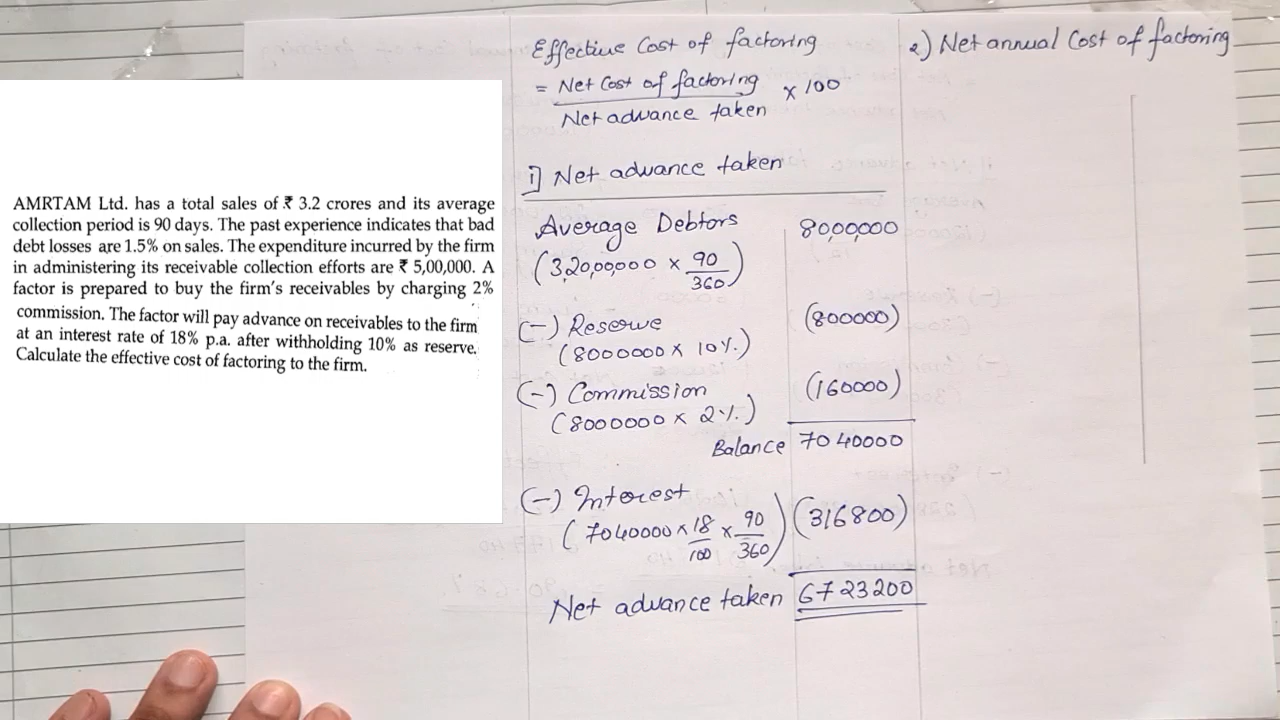 AMRTAM Ltd. has a total sales of ₹ 3.2 crores and its average
collection period is 90 days. The past experience indicates that bad
debt losses are 1.5% on sales. The expenditure incurred by the firm
in administering its receivable collection efforts are ₹ 5,00,000. A
factor is prepared to buy the firm's receivables by charging 2%
commission. The factor will pay advance on receivables to the firm
at an interest rate of 18% p.a. after withholding 10% as reserve.
Calculate the effective cost of factoring to the firm.
Effective Cost of factoring
= Net Cost of factoring / Net advance taken × 100
i] Net advance taken
Average Debtors 80,00,000
(3,20,00,000 × 90/360)
(-) Reserve (800000)
(8000000 × 10%.)
(-) Commission (160000)
(8000000 × 2%.)
Balance 7040000
(-) Interest (316800)
(7040000 × 18/100 × 90/360)
Net advance taken 6723200
2) Net annual Cost of factoring